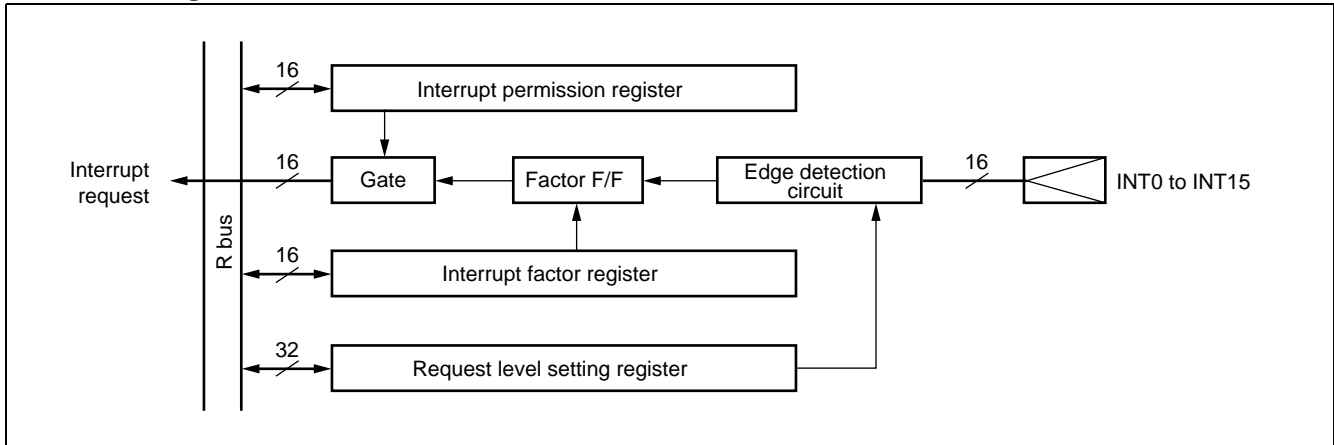 16
Interrupt permission register
Interrupt
request
16
Gate
Factor F/F
Edge detection
circuit
16
INT0 to INT15
R bus
16
Interrupt factor register
32
Request level setting register